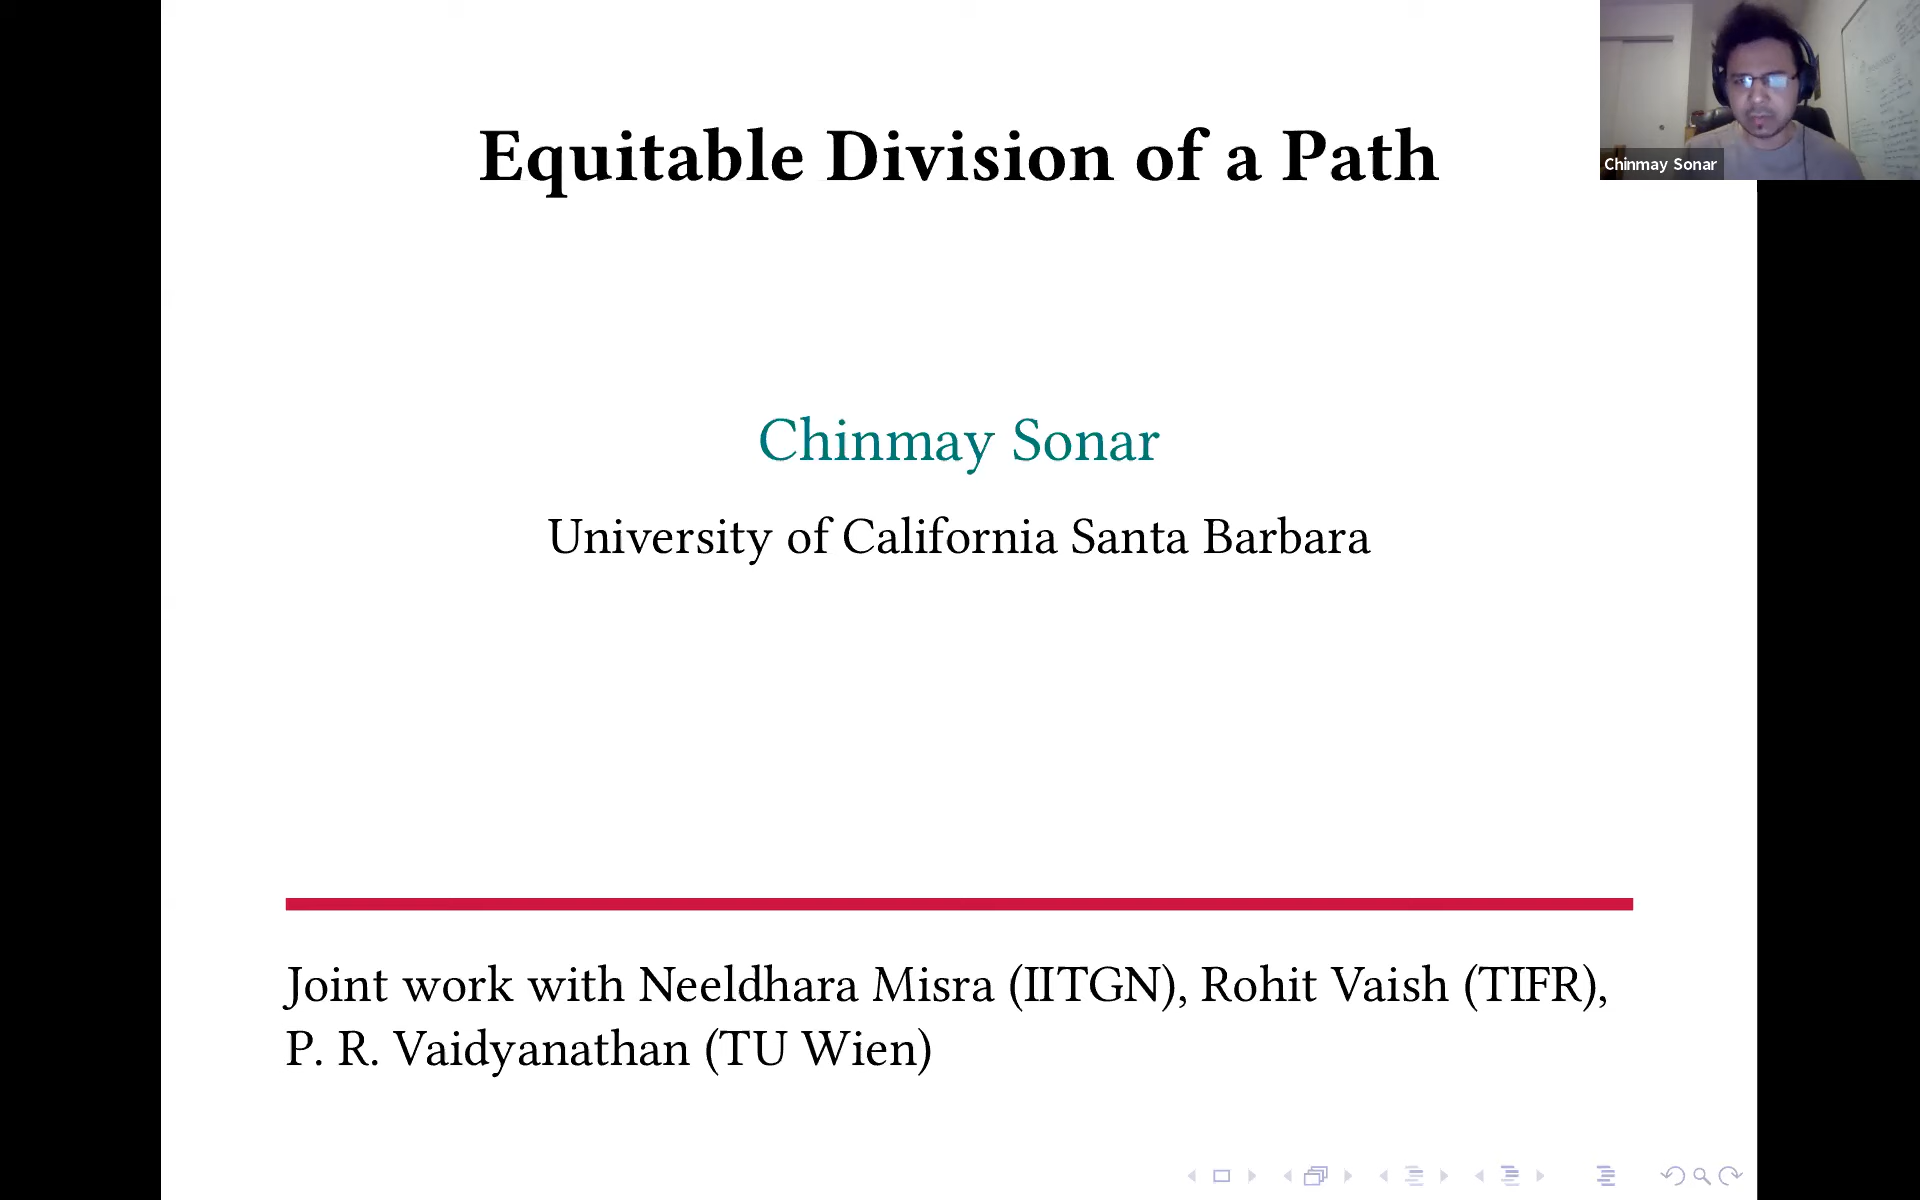 Equitable Division of a Path
Chinmay Sonar
Chinmay Sonar
University of California Santa Barbara
Joint work with Neeldhara Misra (IITGN), Rohit Vaish (TIFR),
P. R. Vaidyanathan (TU Wien)